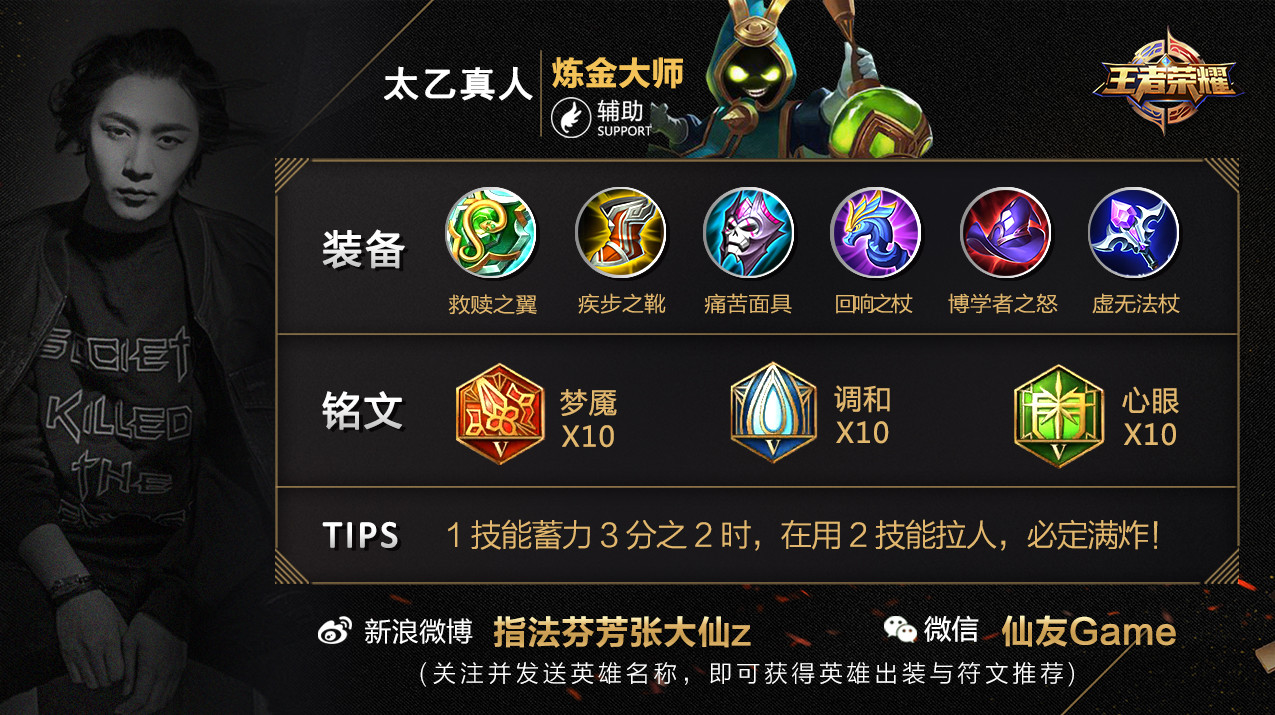 太乙真人
炼金大师
辅助
SUPPORT
王者荣耀
装备
救赎之翼
疾步之靴
痛苦面具
回响之杖
博学者之怒
虚无法杖
铭文
V
梦魇
X10
V
调和
X10
V
心眼
X10
TIPS
1 技能蓄力 3 分之 2 时，在用 2 技能拉人，必定满炸！
SOCIET
KILLED
THE
新浪微博 指法芬芳张大仙z
微信 仙友Game
（关注并发送英雄名称，即可获得英雄出装与符文推荐）